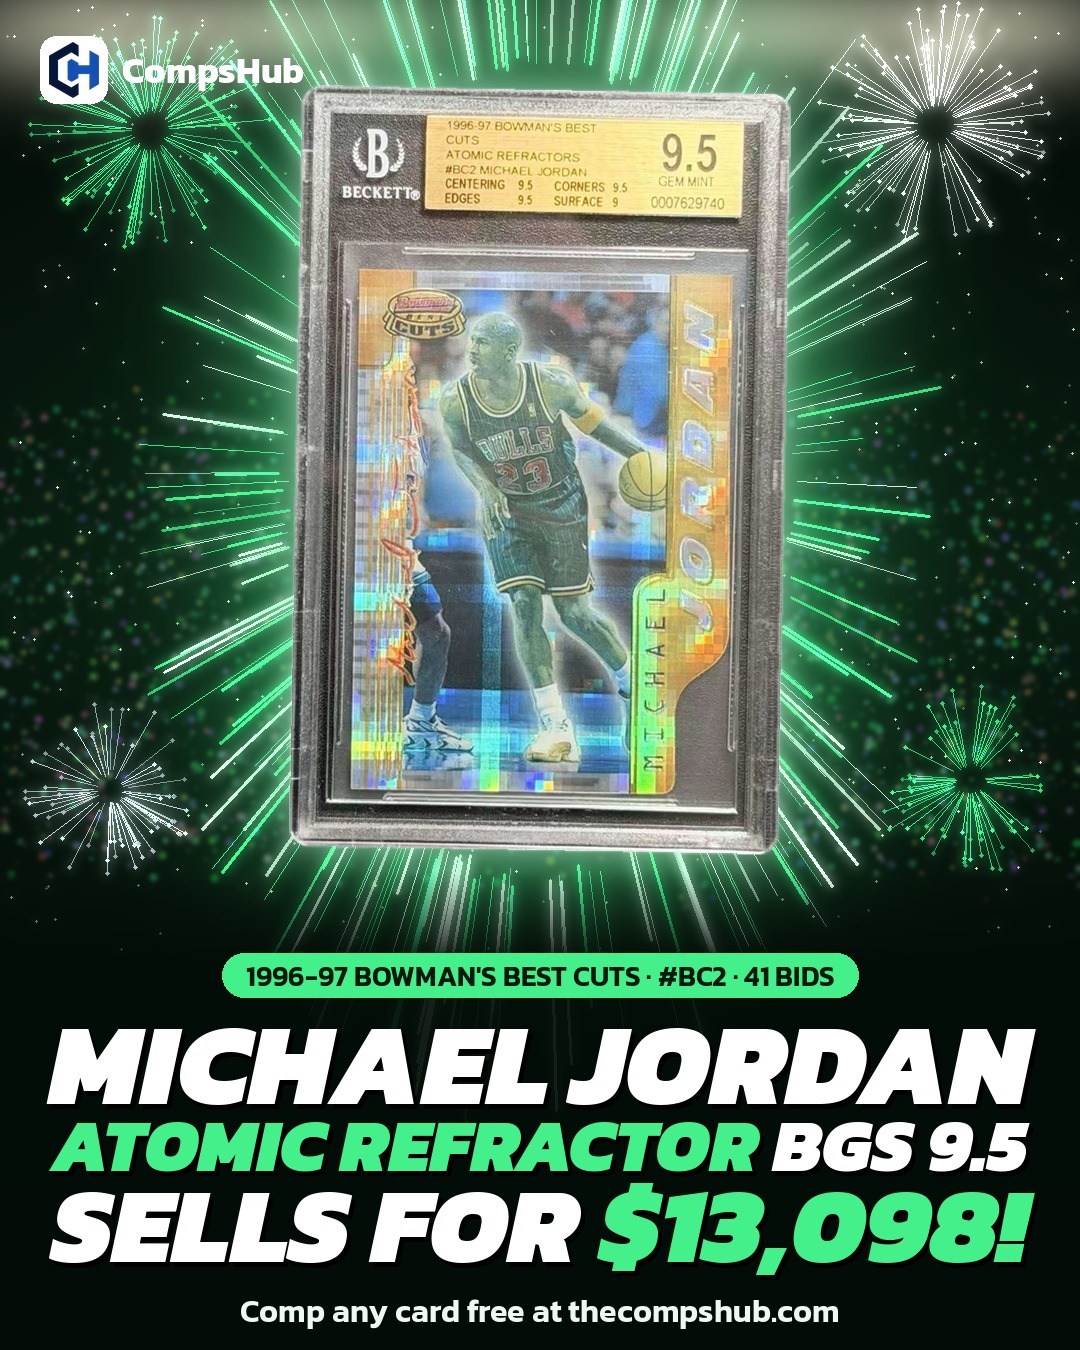 CompsHub
BECKETT®
1996-97 BOWMAN'S BEST
CUTS
ATOMIC REFRACTORS
#BC2 MICHAEL JORDAN
CENTERING 9.5 CORNERS 9.5
EDGES 9.5 SURFACE 9
9.5
GEM MINT
0007629740
Bowman's
BEST
CUTS
BULLS
23
MICHAEL
JORDAN
1996-97 BOWMAN'S BEST CUTS · #BC2 · 41 BIDS
MICHAEL JORDAN
ATOMIC REFRACTOR BGS 9.5
SELLS FOR $13,098!
Comp any card free at thecompshub.com